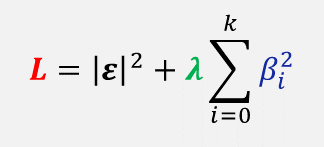 L = |ε|² + λ ∑_{i=0}^{k} β_i²